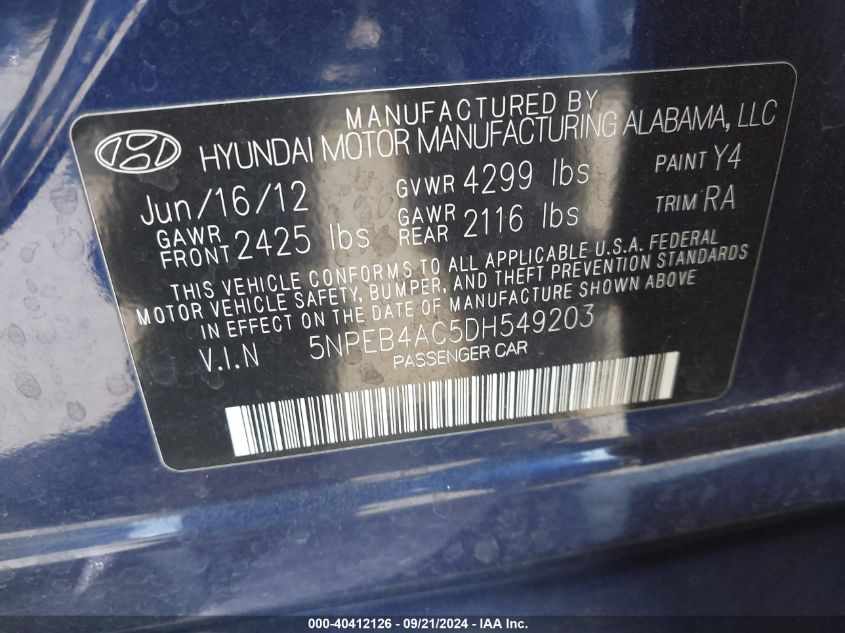 MANUFACTURED BY
HYUNDAI MOTOR MANUFACTURING ALABAMA, LLC
Jun/16/12 GVWR 4299 lbs PAINT Y4
GAWR FRONT 2425 lbs GAWR REAR 2116 lbs TRIM RA
THIS VEHICLE CONFORMS TO ALL APPLICABLE U.S.A. FEDERAL
MOTOR VEHICLE SAFETY, BUMPER, AND THEFT PREVENTION STANDARDS
IN EFFECT ON THE DATE OF MANUFACTURE SHOWN ABOVE
V.I.N 5NPEB4AC5DH549203
PASSENGER CAR
000-40412126 - 09/21/2024 - IAA Inc.